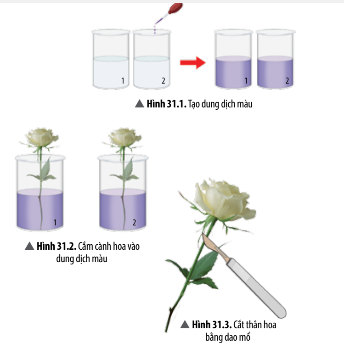 1 2 1 2
▲ Hình 31.1. Tạo dung dịch màu
1 2
▲ Hình 31.2. Cắm cành hoa vào
dung dịch màu
▲ Hình 31.3. Cắt thân hoa
bằng dao mổ